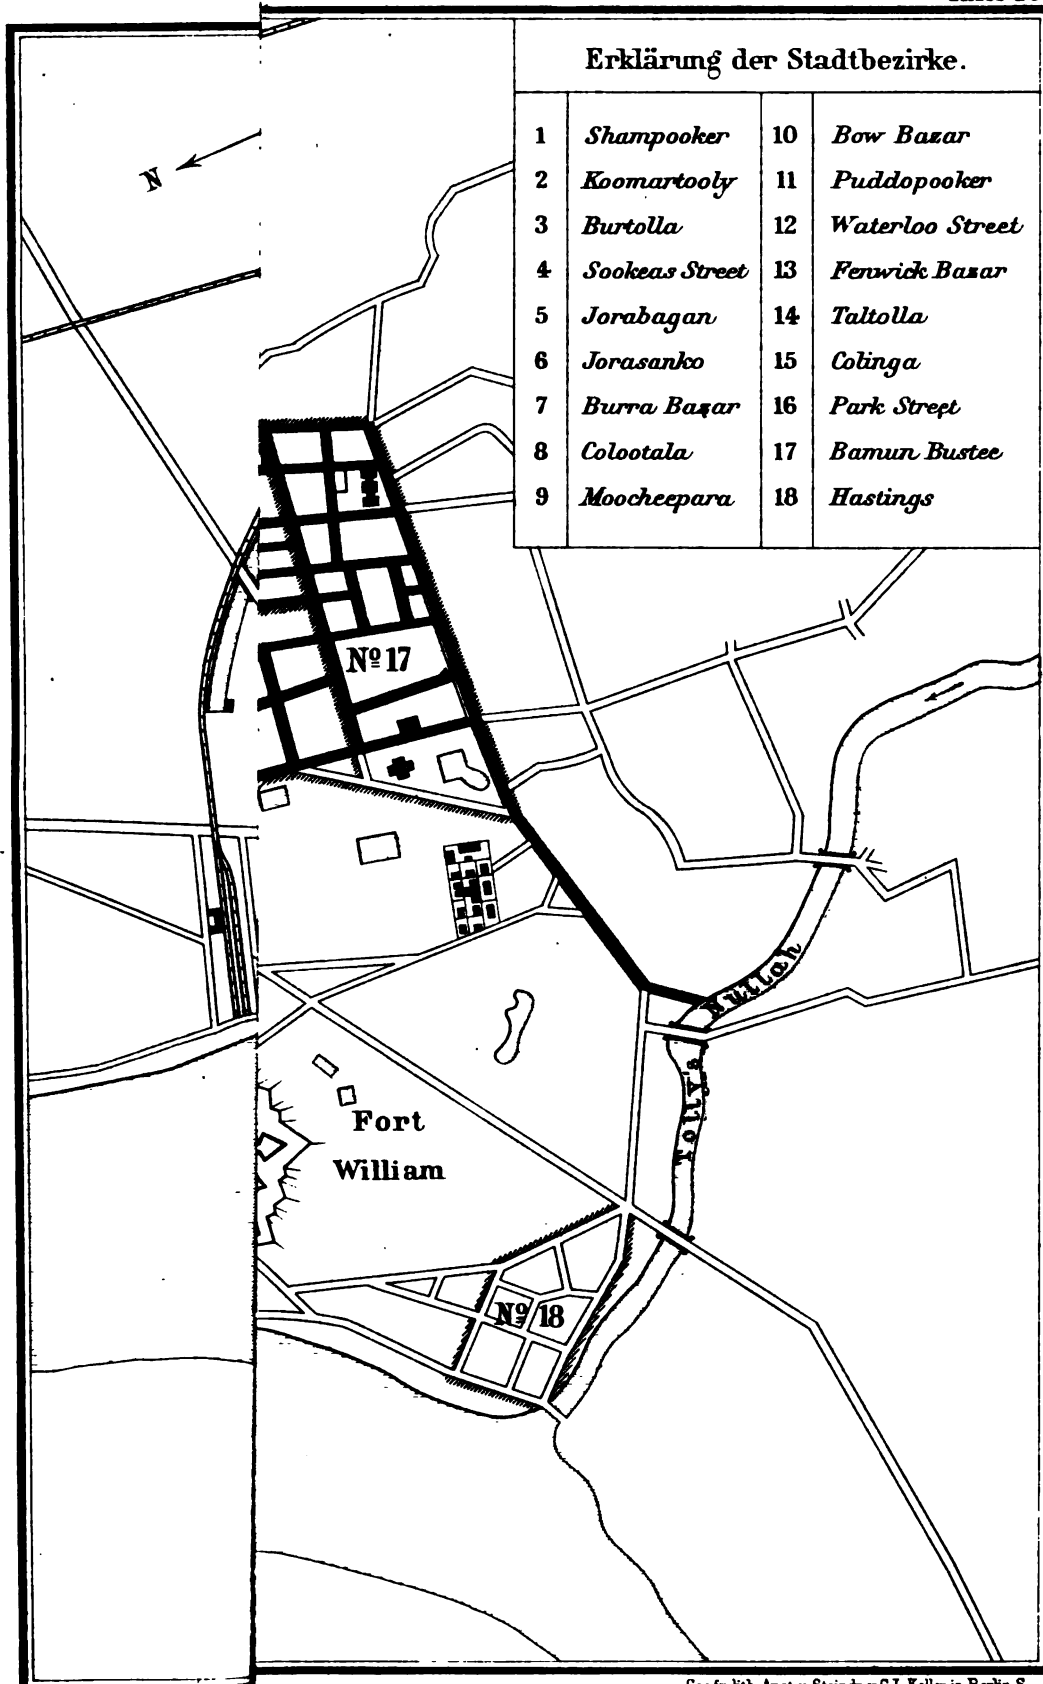 Erklärung der Stadtbezirke.
1 Shampooker 10 Bow Bazar
2 Koomartooly 11 Puddopooker
3 Burtolla 12 Waterloo Street
4 Sookeas Street 13 Fenwick Bazar
5 Jorabagan 14 Taltolla
6 Jorasanko 15 Colinga
7 Burra Bazar 16 Park Street
8 Colootala 17 Bamun Bustee
9 Moocheepara 18 Hastings
N
Nº 17
Tolly's Nullah
Fort
William
Nº 18